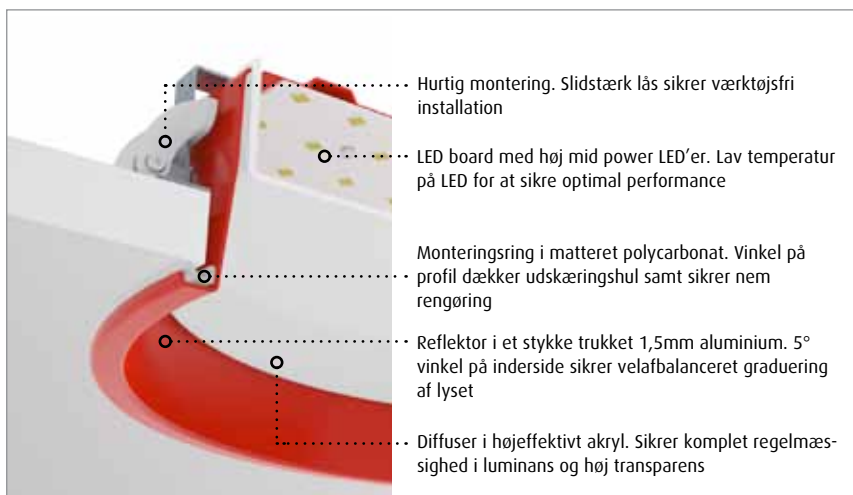 Hurtig montering. Slidstærk lås sikrer værktøjsfri
installation
LED board med høj mid power LED’er. Lav temperatur
på LED for at sikre optimal performance
Monteringsring i matteret polycarbonat. Vinkel på
profil dækker udskæringshul samt sikrer nem
rengøring
Reflektor i et stykke trukket 1,5mm aluminium. 5°
vinkel på inderside sikrer velafbalanceret graduering
af lyset
Diffuser i højeffektivt akryl. Sikrer komplet regelmæs-
sighed i luminans og høj transparens